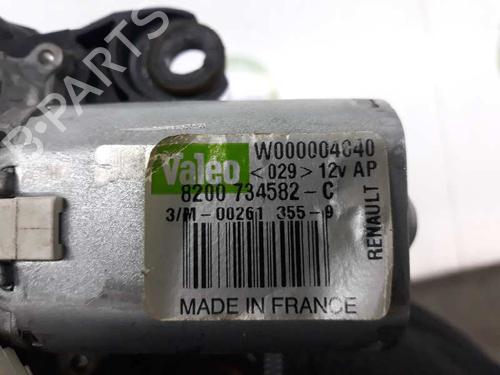 B-PARTS
Valeo
W000004040
<029> 12v AP
8200 734582-C
3/M-00261 355-9
RENAULT
MADE IN FRANCE